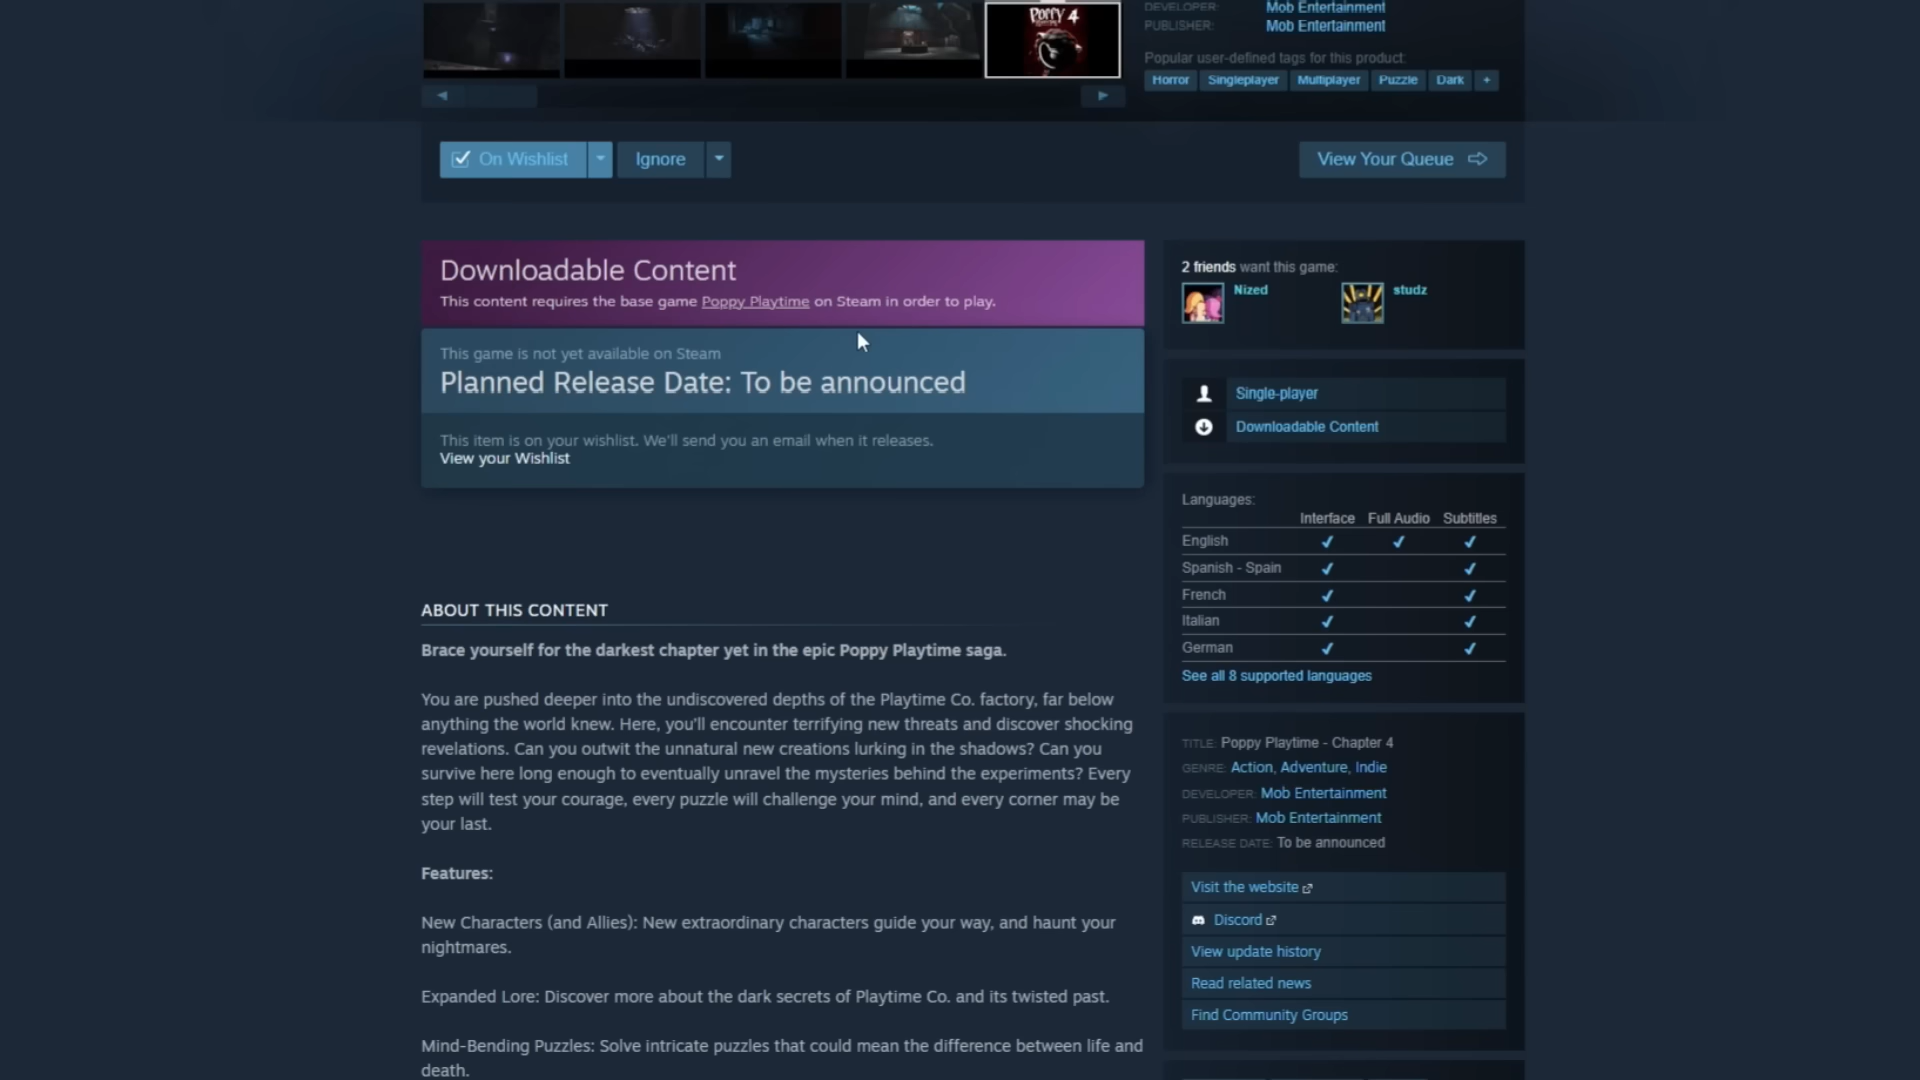 POPPY 4
DEVELOPER: Mob Entertainment
PUBLISHER: Mob Entertainment
Popular user-defined tags for this product:
Horror Singleplayer Multiplayer Puzzle Dark +
On Wishlist
Ignore
View Your Queue
Downloadable Content
This content requires the base game Poppy Playtime on Steam in order to play.
This game is not yet available on Steam
Planned Release Date: To be announced
This item is on your wishlist. We'll send you an email when it releases.
View your Wishlist
ABOUT THIS CONTENT
Brace yourself for the darkest chapter yet in the epic Poppy Playtime saga.
You are pushed deeper into the undiscovered depths of the Playtime Co. factory, far below
anything the world knew. Here, you'll encounter terrifying new threats and discover shocking
revelations. Can you outwit the unnatural new creations lurking in the shadows? Can you
survive here long enough to eventually unravel the mysteries behind the experiments? Every
step will test your courage, every puzzle will challenge your mind, and every corner may be
your last.
Features:
New Characters (and Allies): New extraordinary characters guide your way, and haunt your
nightmares.
Expanded Lore: Discover more about the dark secrets of Playtime Co. and its twisted past.
Mind-Bending Puzzles: Solve intricate puzzles that could mean the difference between life and
death.
2 friends want this game:
Nized
studz
Single-player
Downloadable Content
Languages:
Interface Full Audio Subtitles
English ✔ ✔ ✔
Spanish - Spain ✔ ✔
French ✔ ✔
Italian ✔ ✔
German ✔ ✔
See all 8 supported languages
TITLE: Poppy Playtime - Chapter 4
GENRE: Action, Adventure, Indie
DEVELOPER: Mob Entertainment
PUBLISHER: Mob Entertainment
RELEASE DATE: To be announced
Visit the website
Discord
View update history
Read related news
Find Community Groups